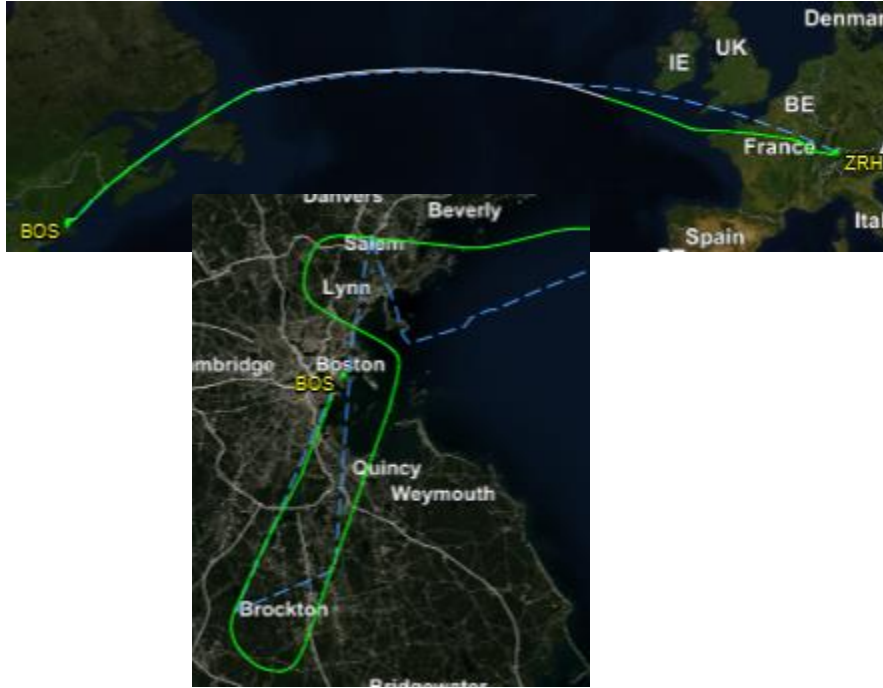 Denmar
UK
IE
BE
France
ZRH
BOS
Spain
Ital
Danvers
Beverly
Salem
Lynn
mbridge
Boston
BOS
Quincy
Weymouth
Brockton
Bridgewater